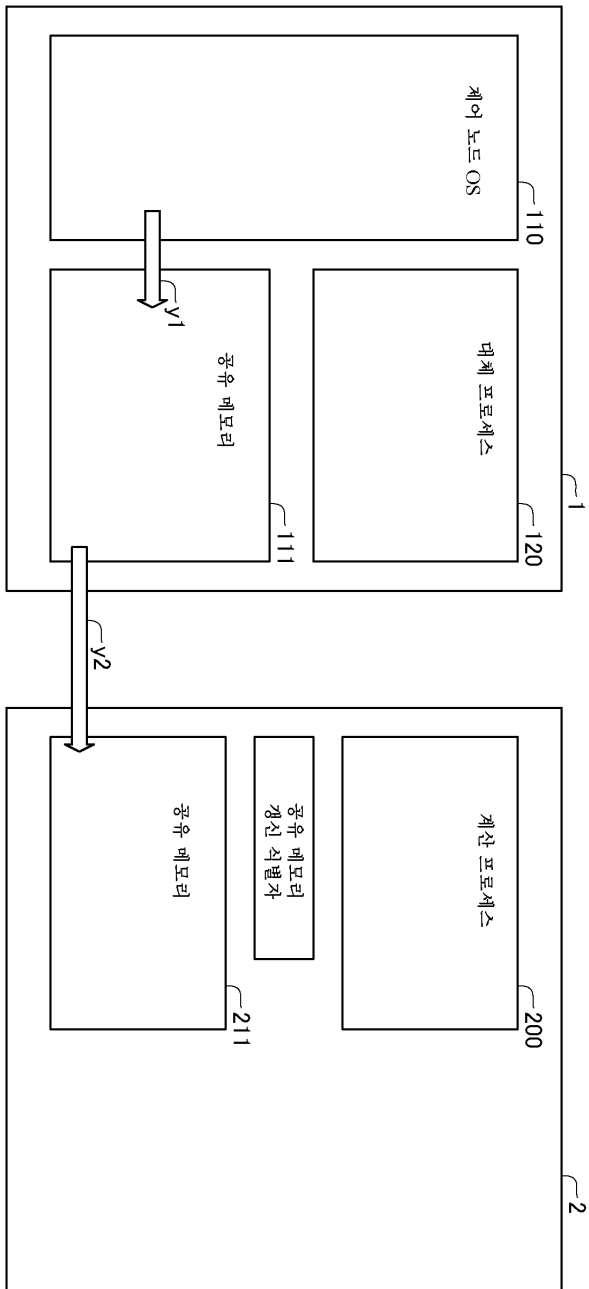 1
110
제어 노드 OS
y1
120
대체 프로세스
111
공유 메모리
y2
2
200
계산 프로세스
공유 메모리
갱신 식별자
211
공유 메모리